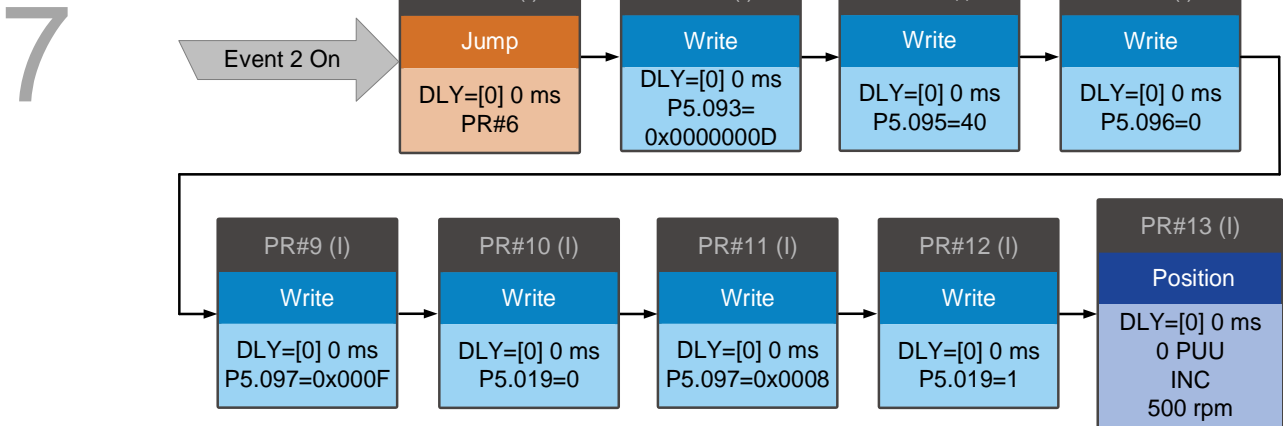 7
Event 2 On
Jump
DLY=[0] 0 ms
PR#6
Write
DLY=[0] 0 ms
P5.093=
0x0000000D
Write
DLY=[0] 0 ms
P5.095=40
Write
DLY=[0] 0 ms
P5.096=0
PR#9 (I)
Write
DLY=[0] 0 ms
P5.097=0x000F
PR#10 (I)
Write
DLY=[0] 0 ms
P5.019=0
PR#11 (I)
Write
DLY=[0] 0 ms
P5.097=0x0008
PR#12 (I)
Write
DLY=[0] 0 ms
P5.019=1
PR#13 (I)
Position
DLY=[0] 0 ms
0 PUU
INC
500 rpm